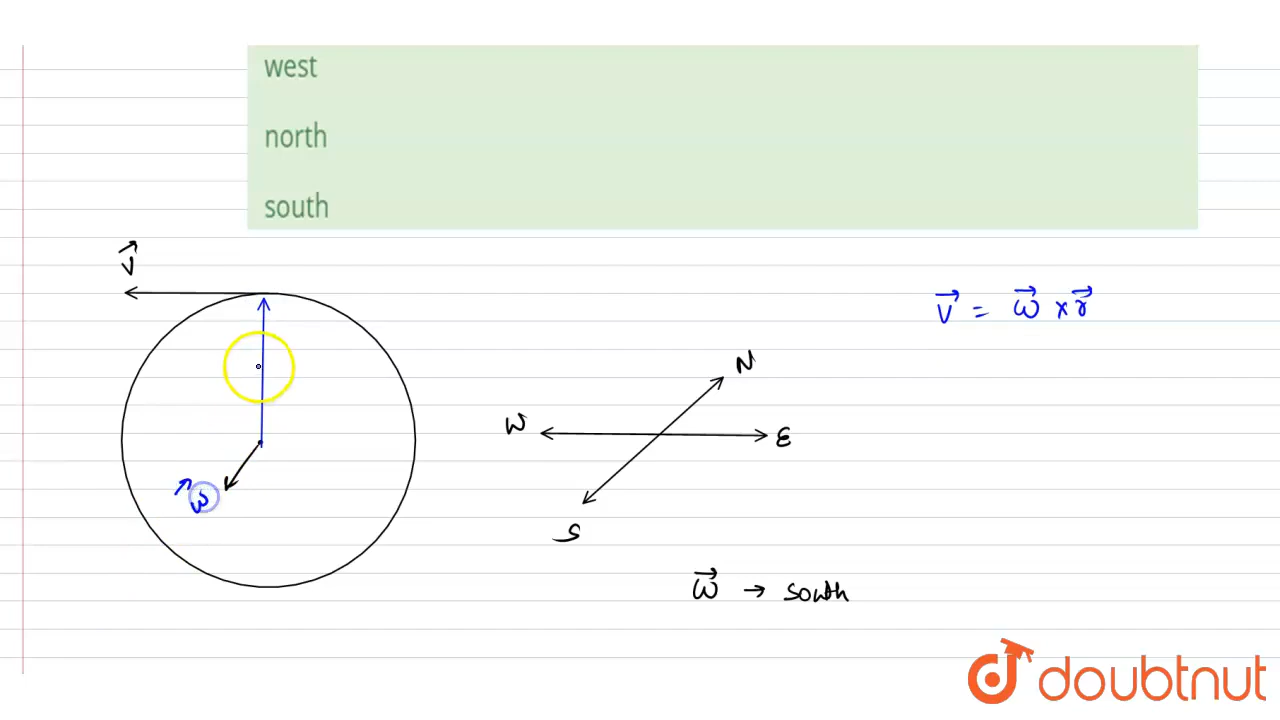 west
north
south
v⃗
v⃗ = ω⃗ × r⃗
N
W
E
ω⃗
S
ω⃗ → south
doubtnut